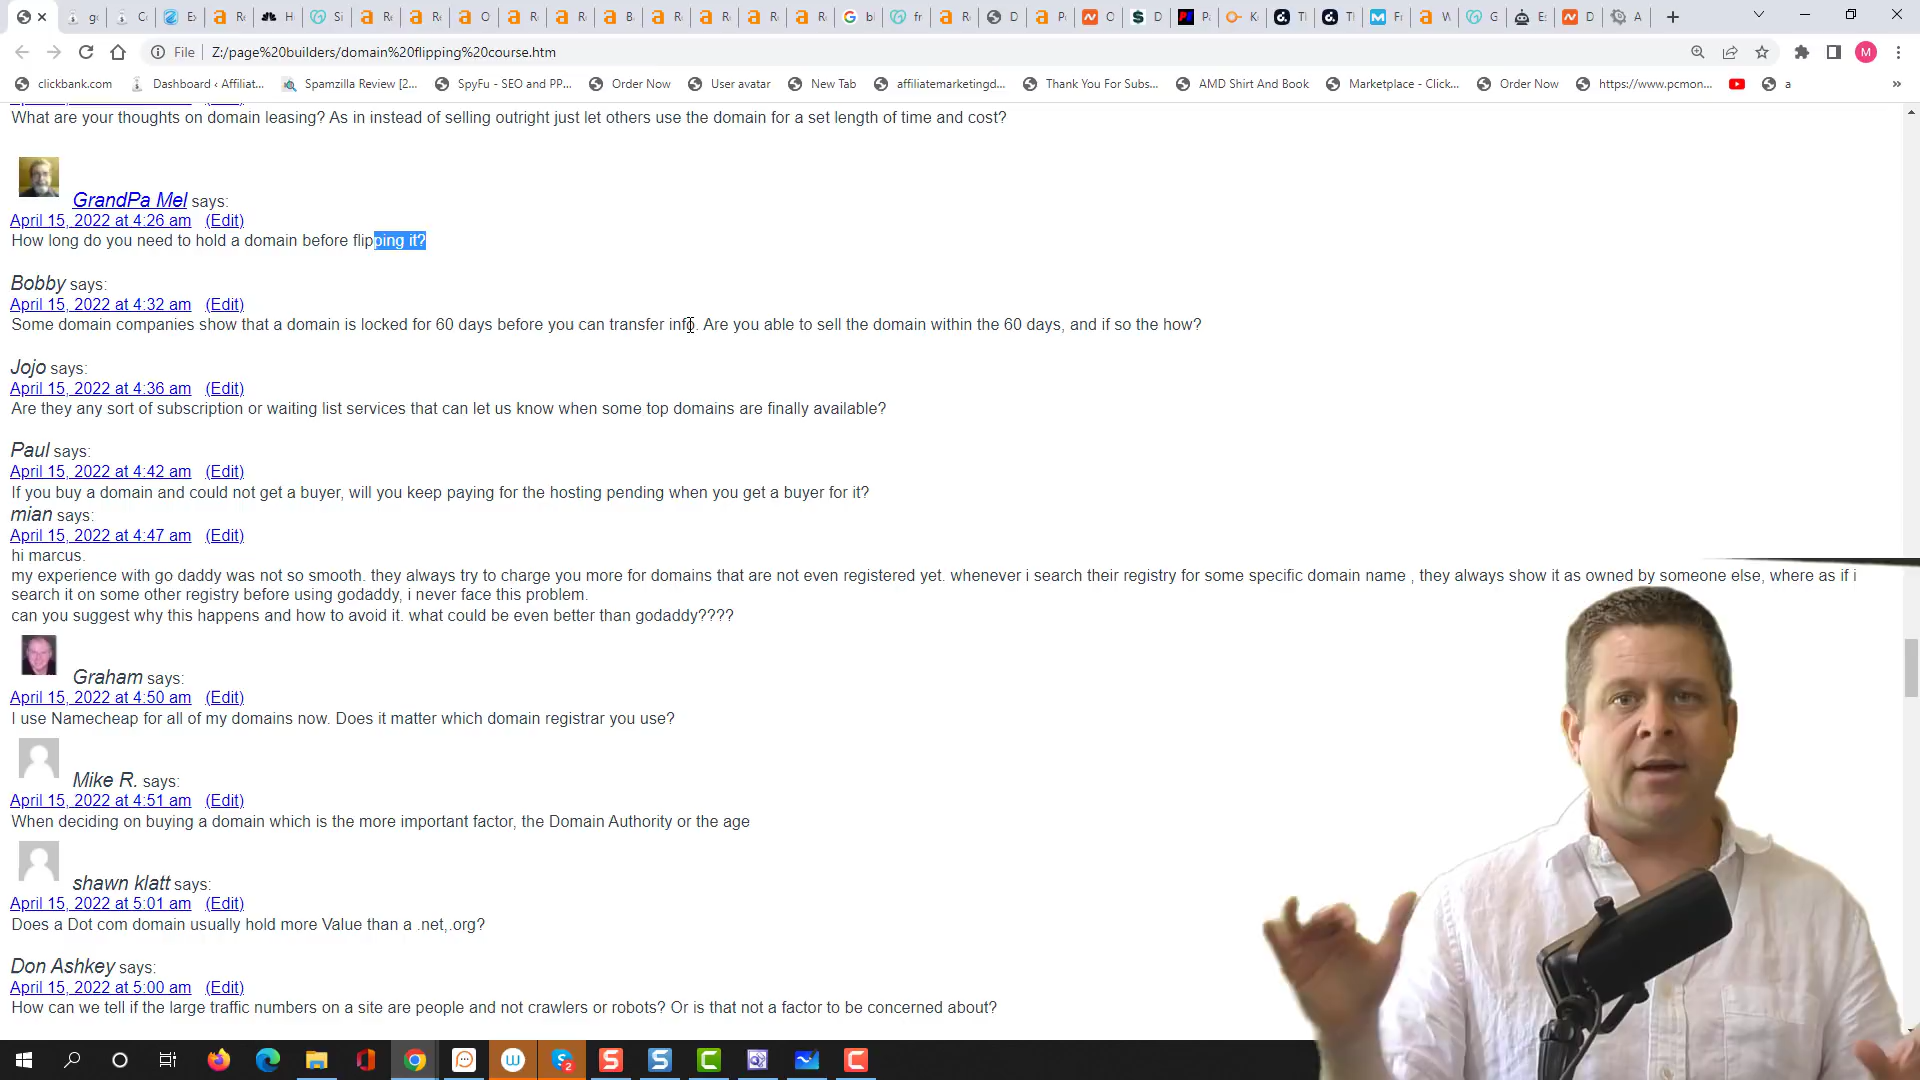 File
Z:/page%20builders/domain%20flipping%20course.htm
M
clickbank.com
Dashboard ‹ Affiliat...
Spamzilla Review [2...
SpyFu - SEO and PP...
Order Now
User avatar
New Tab
affiliatemarketingd...
Thank You For Subs...
AMD Shirt And Book
Marketplace - Click...
Order Now
https://www.pcmon...
a
»
What are your thoughts on domain leasing? As in instead of selling outright just let others use the domain for a set length of time and cost?
GrandPa Mel says:
April 15, 2022 at 4:26 am (Edit)
How long do you need to hold a domain before flipping it?
Bobby says:
April 15, 2022 at 4:32 am (Edit)
Some domain companies show that a domain is locked for 60 days before you can transfer info. Are you able to sell the domain within the 60 days, and if so the how?
Jojo says:
April 15, 2022 at 4:36 am (Edit)
Are they any sort of subscription or waiting list services that can let us know when some top domains are finally available?
Paul says:
April 15, 2022 at 4:42 am (Edit)
If you buy a domain and could not get a buyer, will you keep paying for the hosting pending when you get a buyer for it?
mian says:
April 15, 2022 at 4:47 am (Edit)
hi marcus.
my experience with go daddy was not so smooth. they always try to charge you more for domains that are not even registered yet. whenever i search their registry for some specific domain name , they always show it as owned by someone else, where as if i
search it on some other registry before using godaddy, i never face this problem.
can you suggest why this happens and how to avoid it. what could be even better than godaddy????
Graham says:
April 15, 2022 at 4:50 am (Edit)
I use Namecheap for all of my domains now. Does it matter which domain registrar you use?
Mike R. says:
April 15, 2022 at 4:51 am (Edit)
When deciding on buying a domain which is the more important factor, the Domain Authority or the age
shawn klatt says:
April 15, 2022 at 5:01 am (Edit)
Does a Dot com domain usually hold more Value than a .net,.org?
Don Ashkey says:
April 15, 2022 at 5:00 am (Edit)
How can we tell if the large traffic numbers on a site are people and not crawlers or robots? Or is that not a factor to be concerned about?